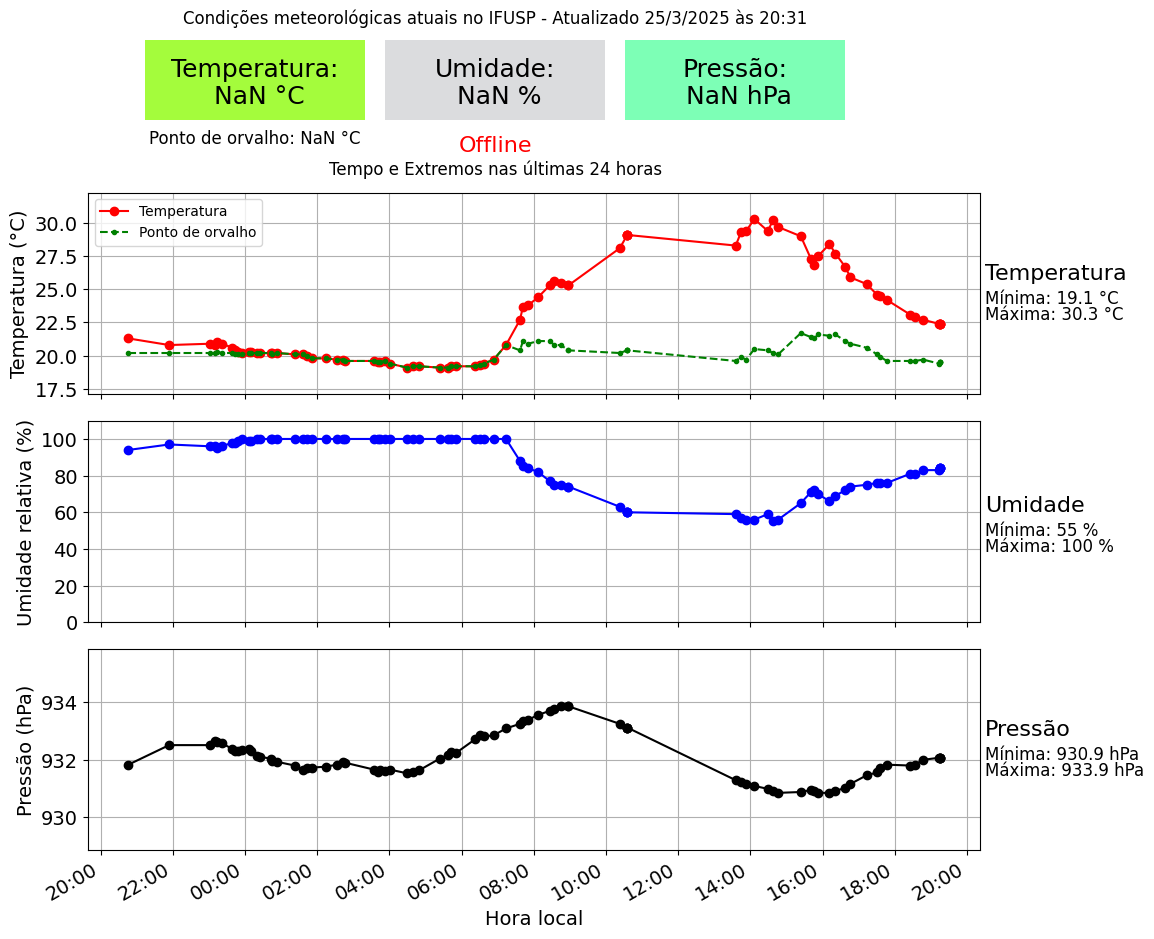 Condições meteorológicas atuais no IFUSP - Atualizado 25/3/2025 às 20:31
Temperatura:
NaN °C
Umidade:
NaN %
Pressão:
NaN hPa
Ponto de orvalho: NaN °C
Offline
Tempo e Extremos nas últimas 24 horas
Temperatura (°C)
30.0
27.5
25.0
22.5
20.0
17.5
Temperatura
Ponto de orvalho
Temperatura
Mínima: 19.1 °C
Máxima: 30.3 °C
Umidade relativa (%)
100
80
60
40
20
0
Umidade
Mínima: 55 %
Máxima: 100 %
Pressão (hPa)
934
932
930
Pressão
Mínima: 930.9 hPa
Máxima: 933.9 hPa
20:00
22:00
00:00
02:00
04:00
06:00
08:00
10:00
12:00
14:00
16:00
18:00
20:00
Hora local